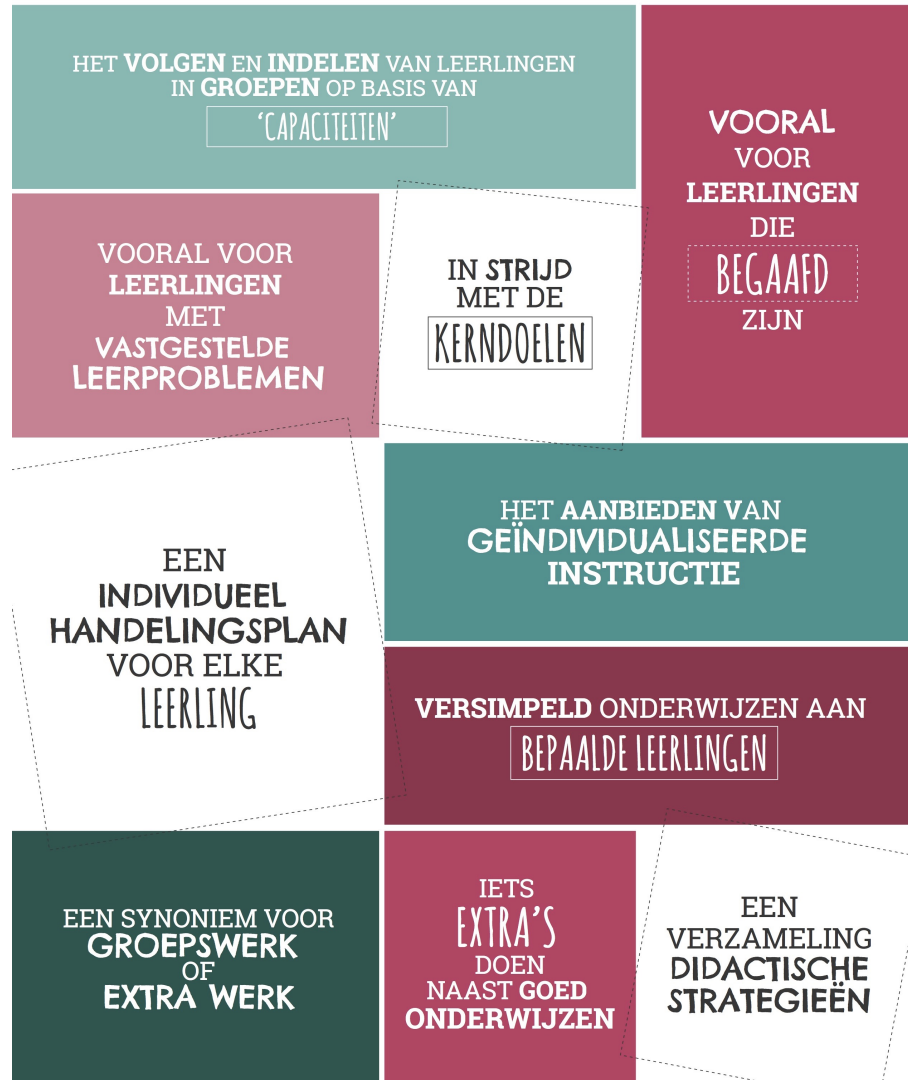 HET VOLGEN EN INDELEN VAN LEERLINGEN
IN GROEPEN OP BASIS VAN
‘CAPACITEITEN’
VOORAL
VOOR
LEERLINGEN
DIE
BEGAAFD
ZIJN
VOORAL VOOR
LEERLINGEN
MET
VASTGESTELDE
LEERPROBLEMEN
IN STRIJD
MET DE
KERNDOELEN
EEN
INDIVIDUEEL
HANDELINGSPLAN
VOOR ELKE
LEERLING
HET AANBIEDEN VAN
GEÏNDIVIDUALISEERDE
INSTRUCTIE
VERSIMPELD ONDERWIJZEN AAN
BEPAALDE LEERLINGEN
EEN SYNONIEM VOOR
GROEPSWERK
OF
EXTRA WERK
IETS
EXTRA’S
DOEN
NAAST GOED
ONDERWIJZEN
EEN
VERZAMELING
DIDACTISCHE
STRATEGIEËN